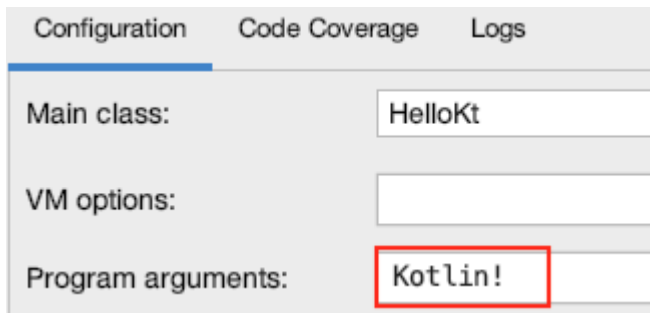 Configuration Code Coverage Logs
Main class: HelloKt
VM options:
Program arguments: Kotlin!